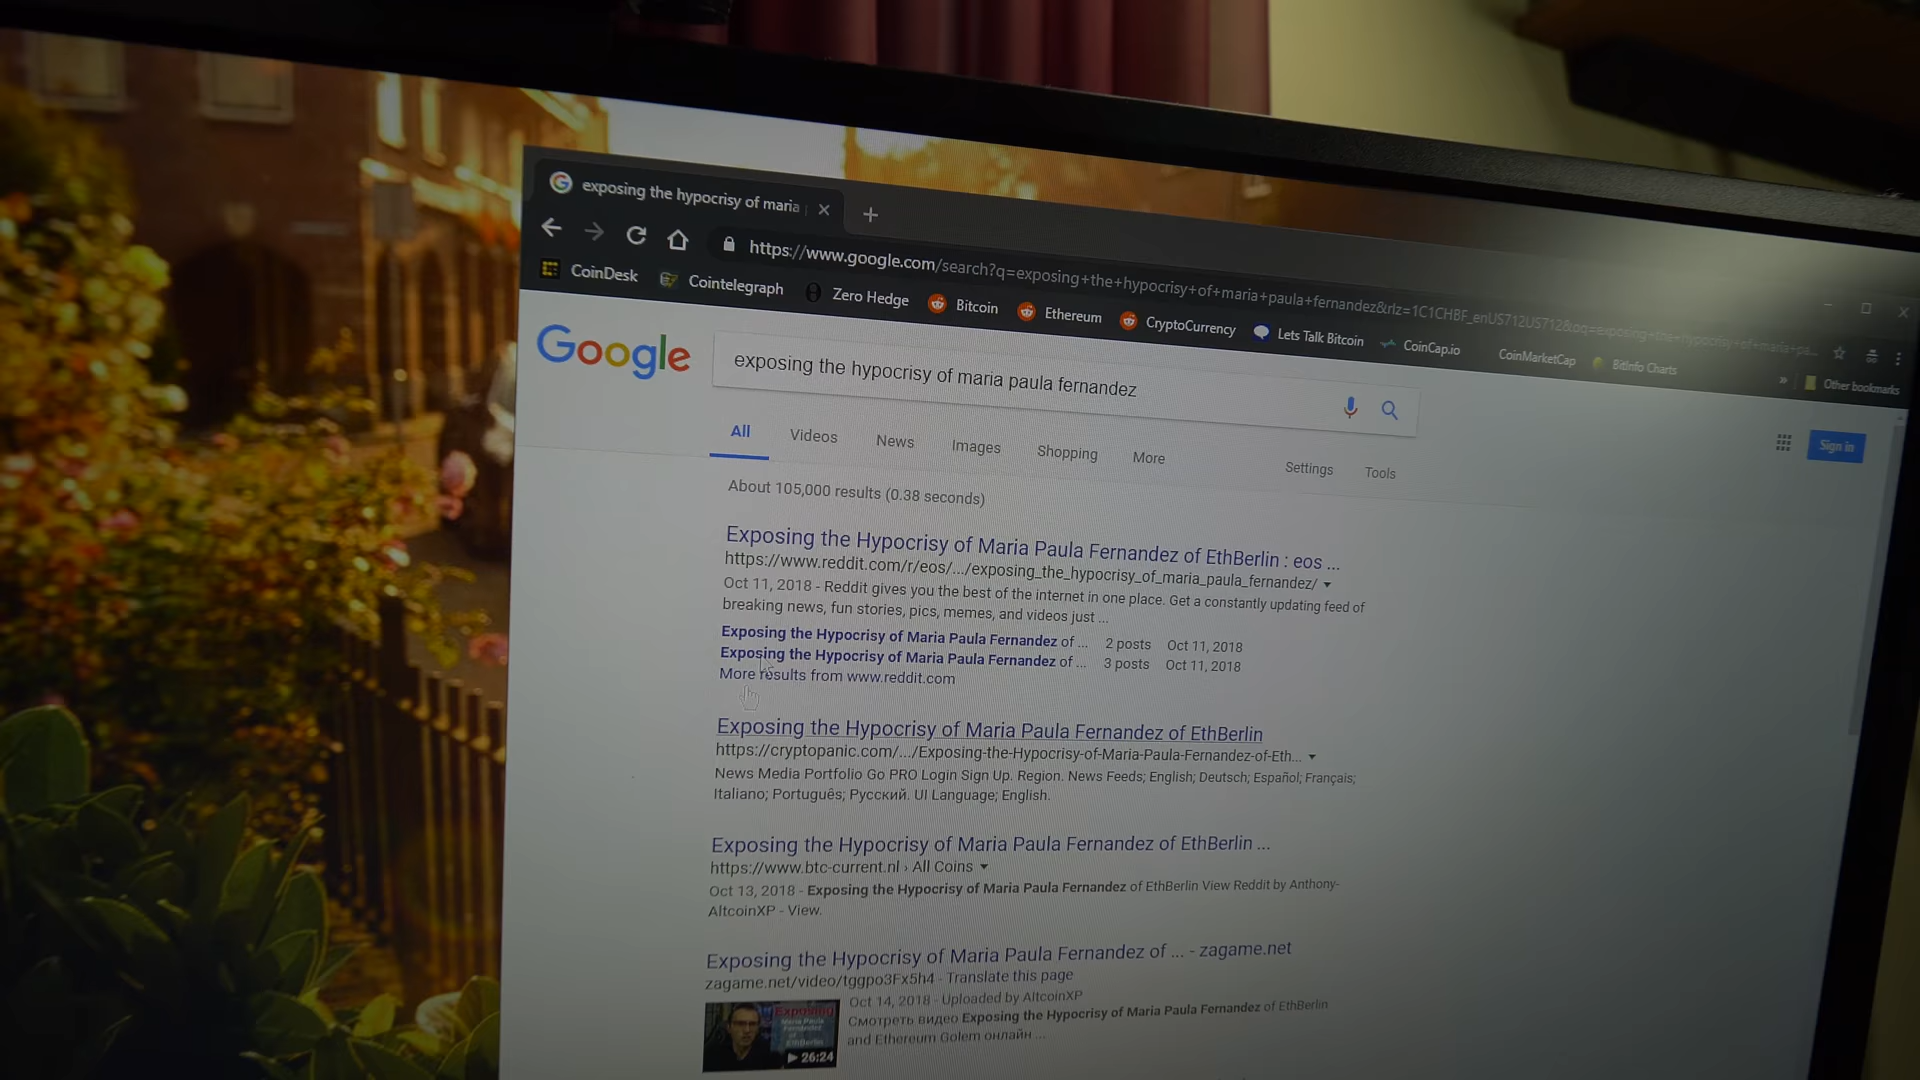 exposing the hypocrisy of maria
https://www.google.com/search?q=exposing+the+hypocrisy+of+maria+paula+fernandez&rlz=1C1CHBF_enUS712US712&oq=exposing+the+hypocrisy+of+maria+pa...
CoinDesk Cointelegraph Zero Hedge Bitcoin Ethereum CryptoCurrency Lets Talk Bitcoin CoinCap.io CoinMarketCap BitInfo Charts » Other bookmarks
Google exposing the hypocrisy of maria paula fernandez
Sign in
All Videos News Images Shopping More Settings Tools
About 105,000 results (0.38 seconds)
Exposing the Hypocrisy of Maria Paula Fernandez of EthBerlin : eos ...
https://www.reddit.com/r/eos/.../exposing_the_hypocrisy_of_maria_paula_fernandez/
Oct 11, 2018 - Reddit gives you the best of the internet in one place. Get a constantly updating feed of
breaking news, fun stories, pics, memes, and videos just ...
Exposing the Hypocrisy of Maria Paula Fernandez of ... 2 posts Oct 11, 2018
Exposing the Hypocrisy of Maria Paula Fernandez of ... 3 posts Oct 11, 2018
More results from www.reddit.com
Exposing the Hypocrisy of Maria Paula Fernandez of EthBerlin
https://cryptopanic.com/.../Exposing-the-Hypocrisy-of-Maria-Paula-Fernandez-of-Eth...
News Media Portfolio Go PRO Login Sign Up. Region. News Feeds; English; Deutsch; Español; Français;
Italiano; Português; Русский. UI Language; English.
Exposing the Hypocrisy of Maria Paula Fernandez of EthBerlin ...
https://www.btc-current.nl › All Coins
Oct 13, 2018 - Exposing the Hypocrisy of Maria Paula Fernandez of EthBerlin View Reddit by Anthony-
AltcoinXP - View.
Exposing the Hypocrisy of Maria Paula Fernandez of ... - zagame.net
zagame.net/video/tggpo3Fx5h4 - Translate this page
Oct 14, 2018 - Uploaded by AltcoinXP
Смотреть видео Exposing the Hypocrisy of Maria Paula Fernandez of EthBerlin
and Ethereum Golem онлайн ...
Exposing
Maria Paula
Fernandez
of
EthBerlin
26:24